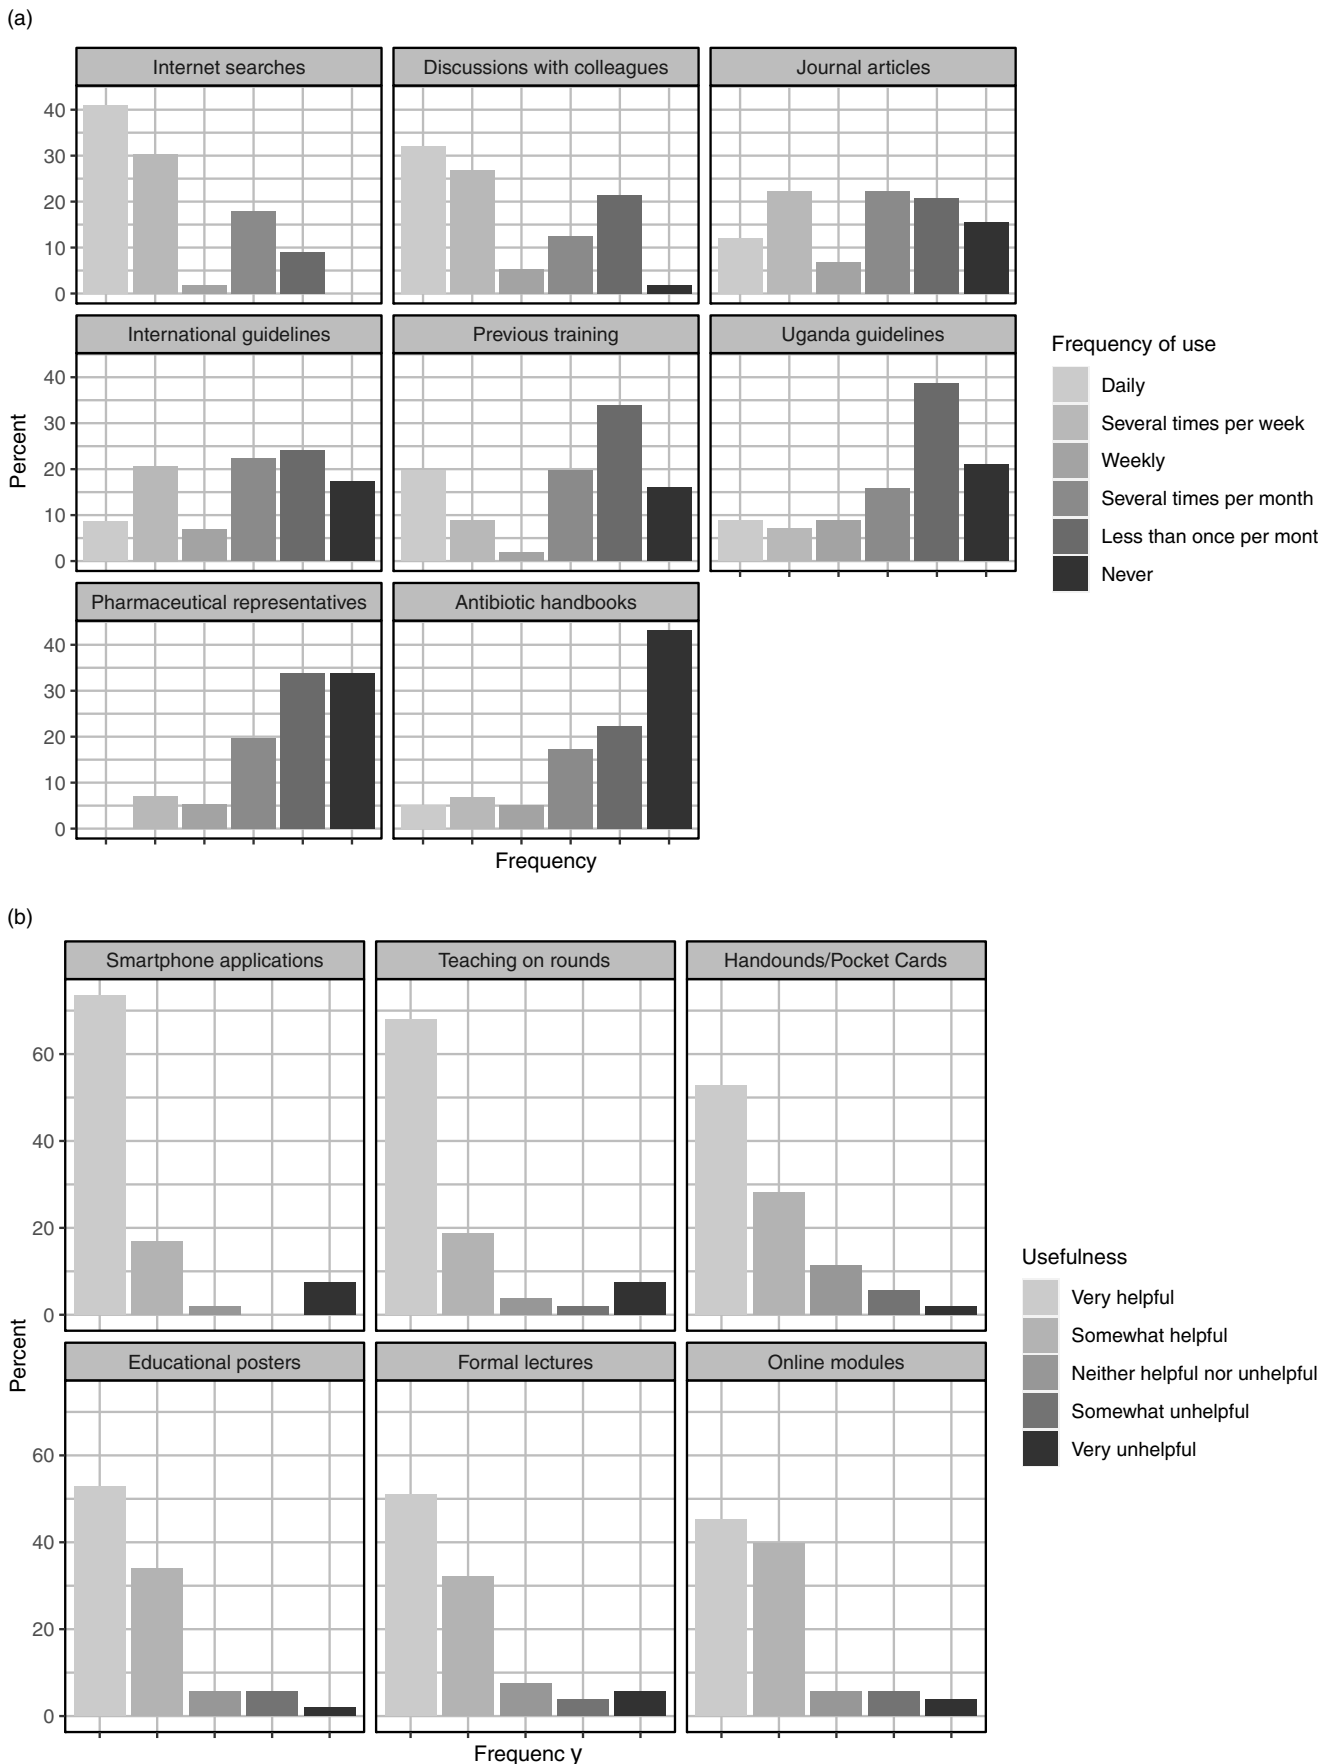 (a)
Internet searches
Discussions with colleagues
Journal articles
40
30
20
10
0
International guidelines
Previous training
Uganda guidelines
40
30
20
10
0
Pharmaceutical representatives
Antibiotic handbooks
40
30
20
10
0
Percent
Frequency
Frequency of use
Daily
Several times per week
Weekly
Several times per month
Less than once per mont
Never
(b)
Smartphone applications
Teaching on rounds
Handounds/Pocket Cards
60
40
20
0
Educational posters
Formal lectures
Online modules
60
40
20
0
Percent
Frequenc y
Usefulness
Very helpful
Somewhat helpful
Neither helpful nor unhelpful
Somewhat unhelpful
Very unhelpful